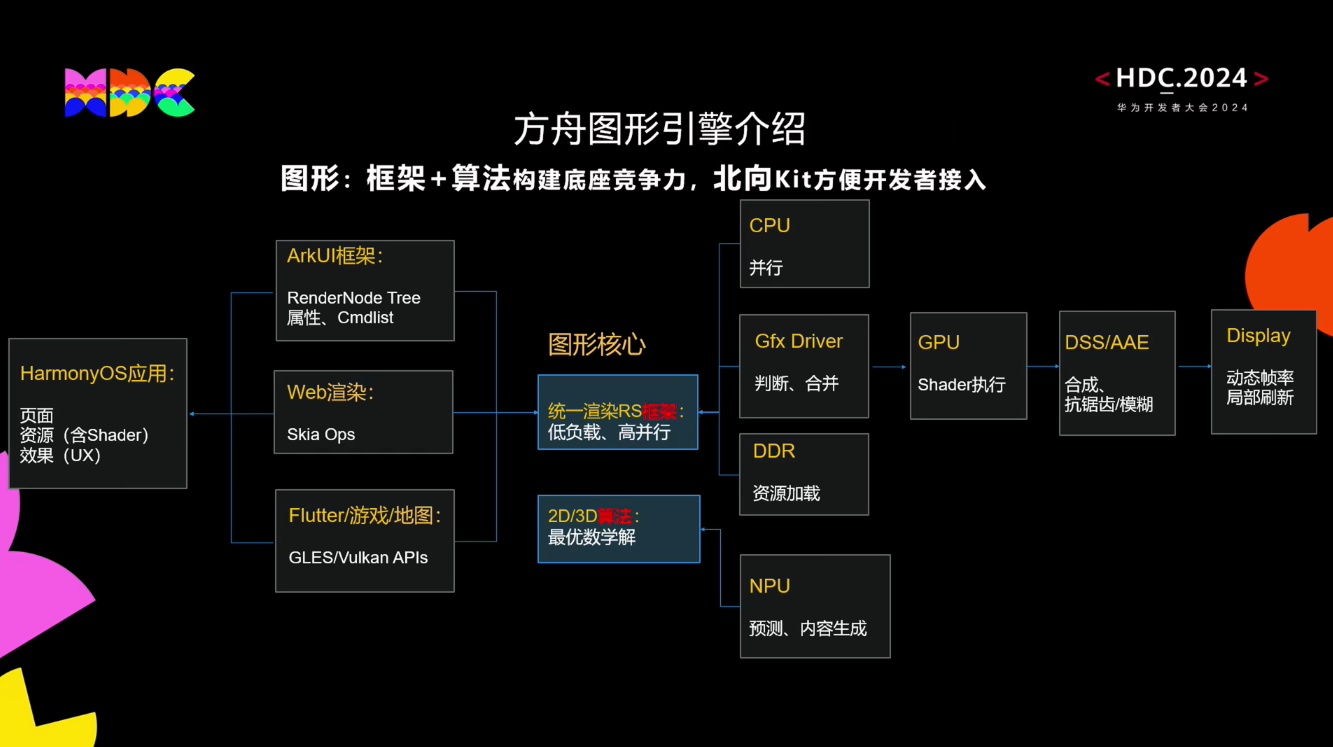 HDC
<HDC.2024>
华为开发者大会2024
方舟图形引擎介绍
图形：框架+算法构建底座竞争力，北向Kit方便开发者接入
HarmonyOS应用：
页面
资源（含Shader）
效果（UX）
ArkUI框架：
RenderNode Tree
属性、Cmdlist
Web渲染：
Skia Ops
Flutter/游戏/地图：
GLES/Vulkan APIs
图形核心
统一渲染RS框架：
低负载、高并行
2D/3D算法：
最优数学解
CPU
并行
Gfx Driver
判断、合并
DDR
资源加载
NPU
预测、内容生成
GPU
Shader执行
DSS/AAE
合成、
抗锯齿/模糊
Display
动态帧率
局部刷新